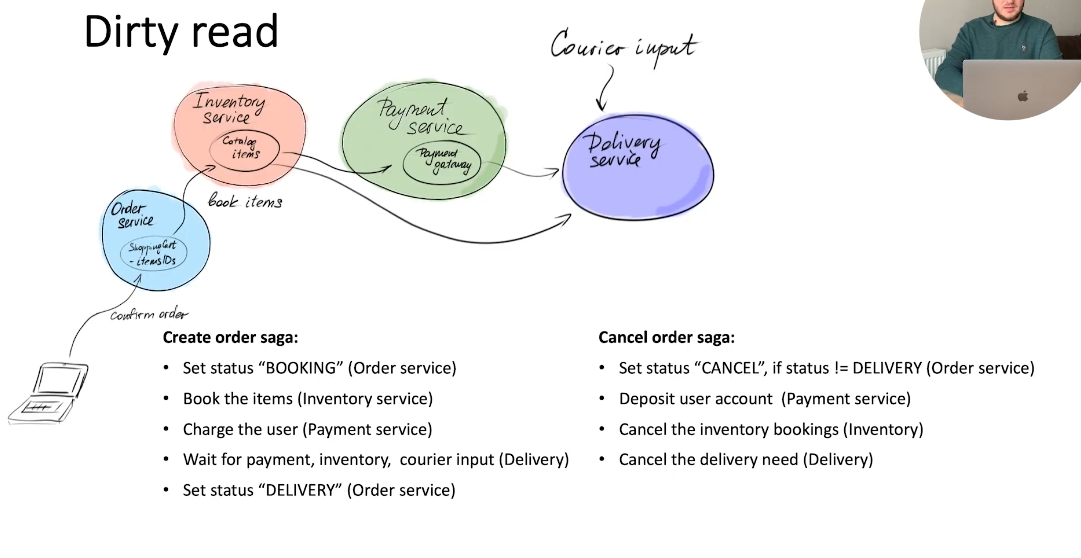 Dirty read
Courier input
Inventory
service
Catalog
items
Payment
service
Payment
gateway
Delivery
service
book items
Order
service
ShoppingCart
- itemsIDs
confirm order
Create order saga:
• Set status “BOOKING” (Order service)
• Book the items (Inventory service)
• Charge the user (Payment service)
• Wait for payment, inventory, courier input (Delivery)
• Set status “DELIVERY” (Order service)
Cancel order saga:
• Set status “CANCEL”, if status != DELIVERY (Order service)
• Deposit user account (Payment service)
• Cancel the inventory bookings (Inventory)
• Cancel the delivery need (Delivery)